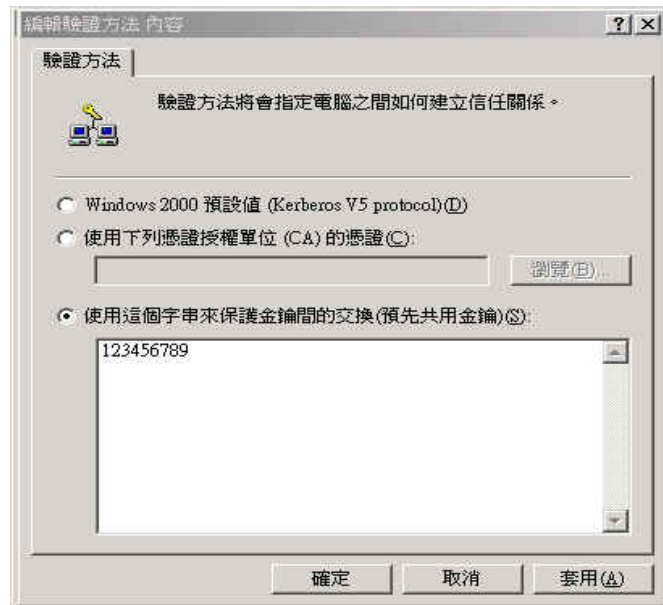 編輯驗證方法 內容
驗證方法
驗證方法將會指定電腦之間如何建立信任關係。
Windows 2000 預設值 (Kerberos V5 protocol)(D)
使用下列憑證授權單位 (CA) 的憑證(C):
瀏覽(B)...
使用這個字串來保護金鑰間的交換(預先共用金鑰)(S):
123456789
確定 取消 套用(A)